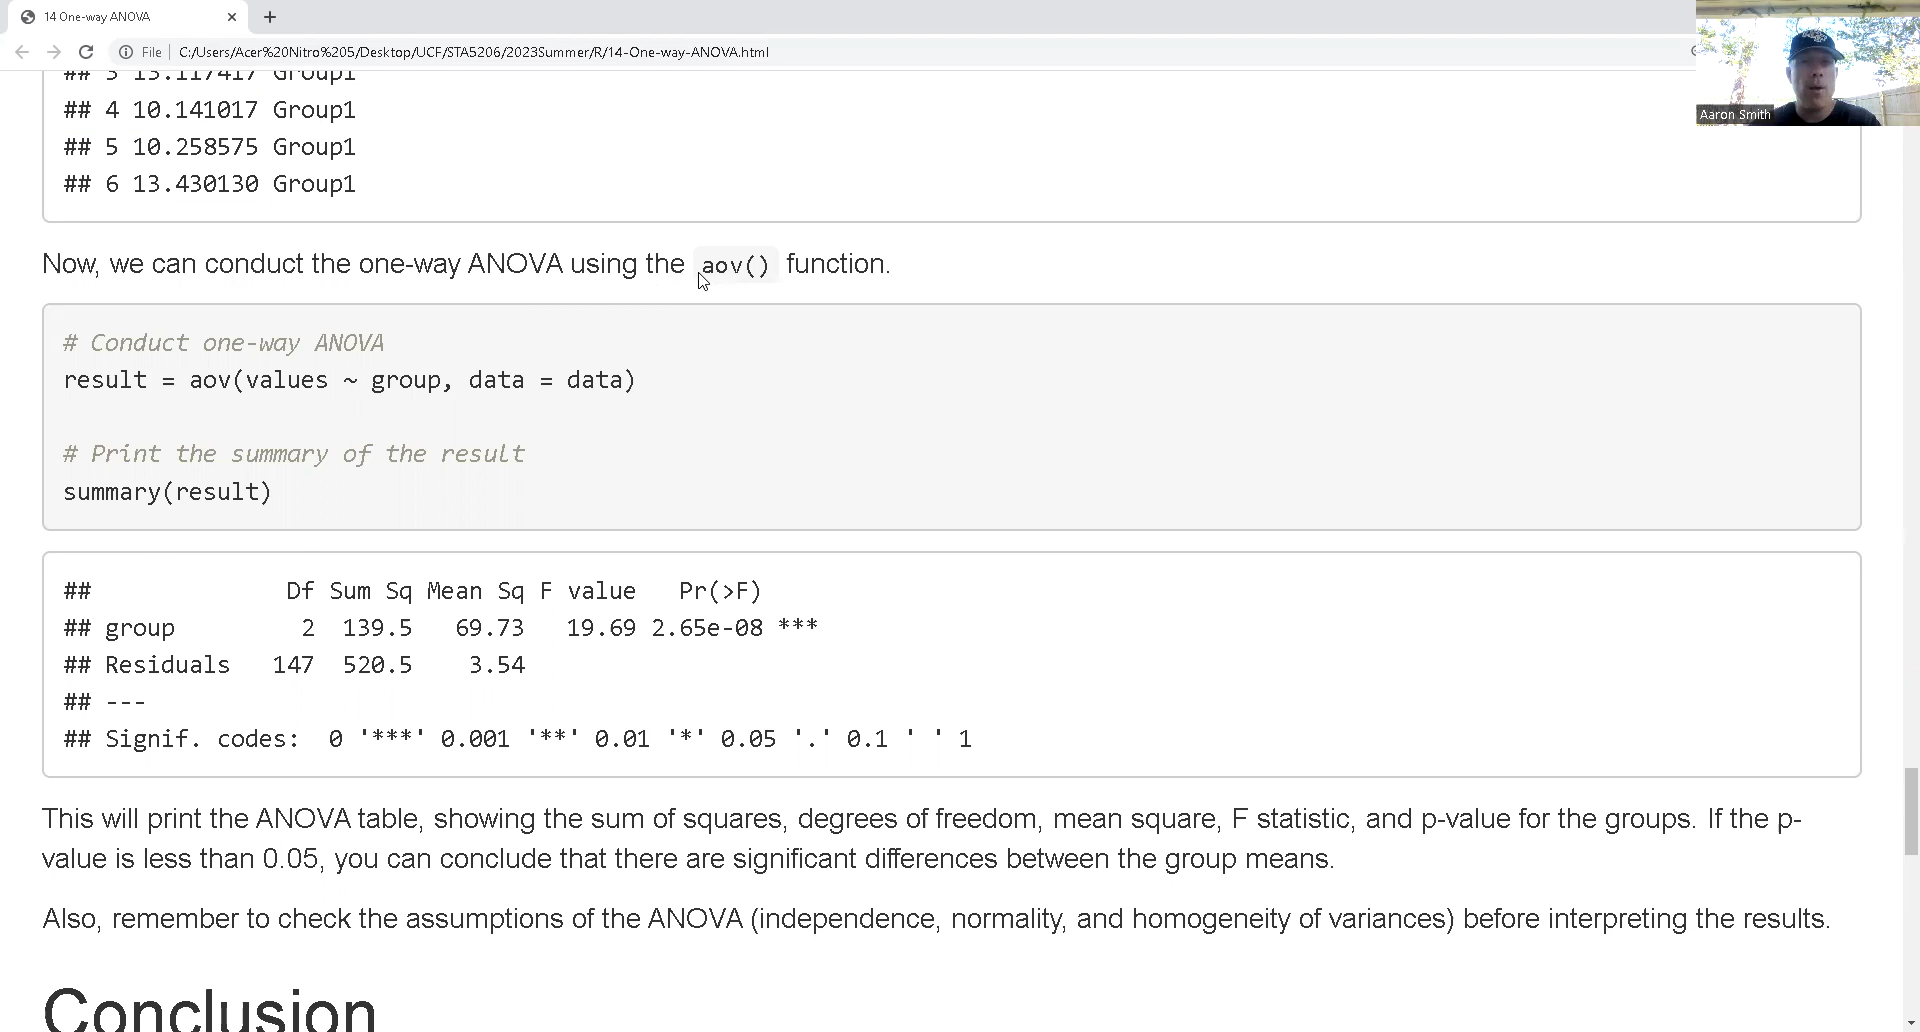 14 One-way ANOVA
File C:/Users/Acer%20Nitro%205/Desktop/UCF/STA5206/2023Summer/R/14-One-way-ANOVA.html
Aaron Smith
## 3 13.117417 Group1
## 4 10.141017 Group1
## 5 10.258575 Group1
## 6 13.430130 Group1
Now, we can conduct the one-way ANOVA using the aov() function.
# Conduct one-way ANOVA
result = aov(values ~ group, data = data)
# Print the summary of the result
summary(result)
## Df Sum Sq Mean Sq F value Pr(>F)
## group 2 139.5 69.73 19.69 2.65e-08 ***
## Residuals 147 520.5 3.54
## ---
## Signif. codes: 0 '***' 0.001 '**' 0.01 '*' 0.05 '.' 0.1 ' ' 1
This will print the ANOVA table, showing the sum of squares, degrees of freedom, mean square, F statistic, and p-value for the groups. If the p-
value is less than 0.05, you can conclude that there are significant differences between the group means.
Also, remember to check the assumptions of the ANOVA (independence, normality, and homogeneity of variances) before interpreting the results.
Conclusion